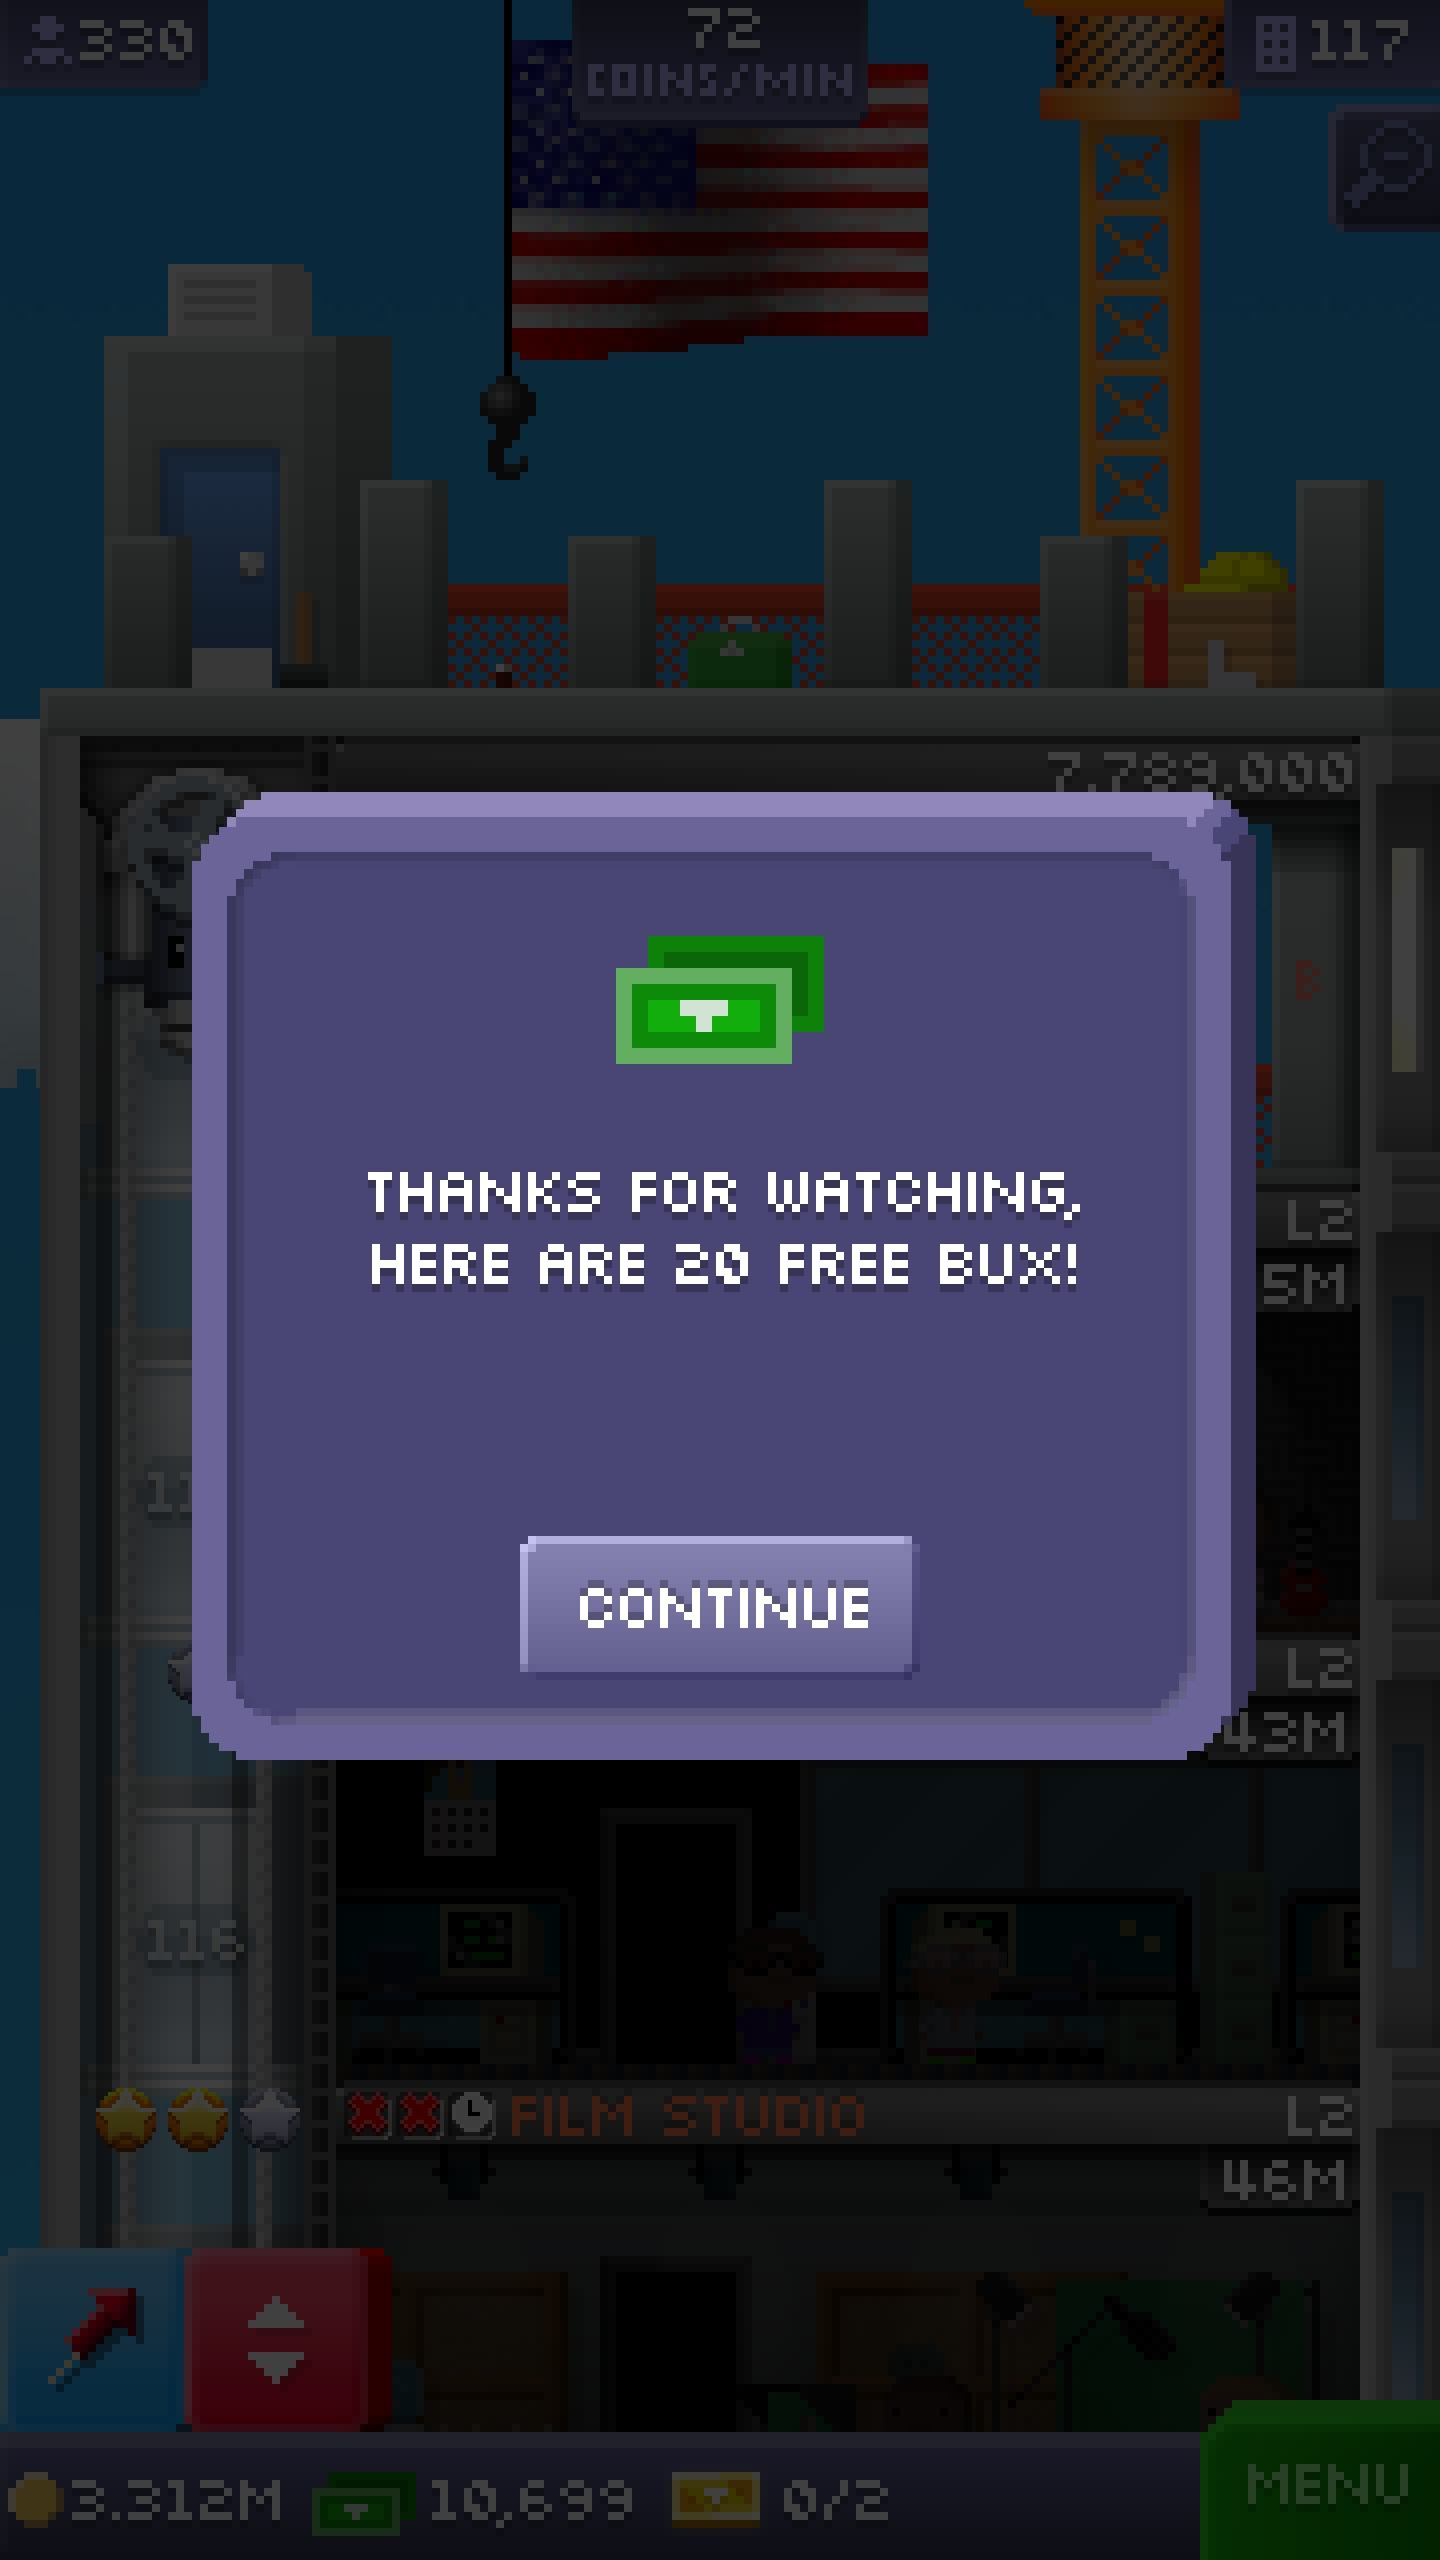 330
72
COINS/MIN
117
7,789,000
B
THANKS FOR WATCHING,
HERE ARE 20 FREE BUX!
CONTINUE
L2
5M
L2
43M
116
FILM STUDIO
L2
46M
3.312M
10,699
0/2
MENU